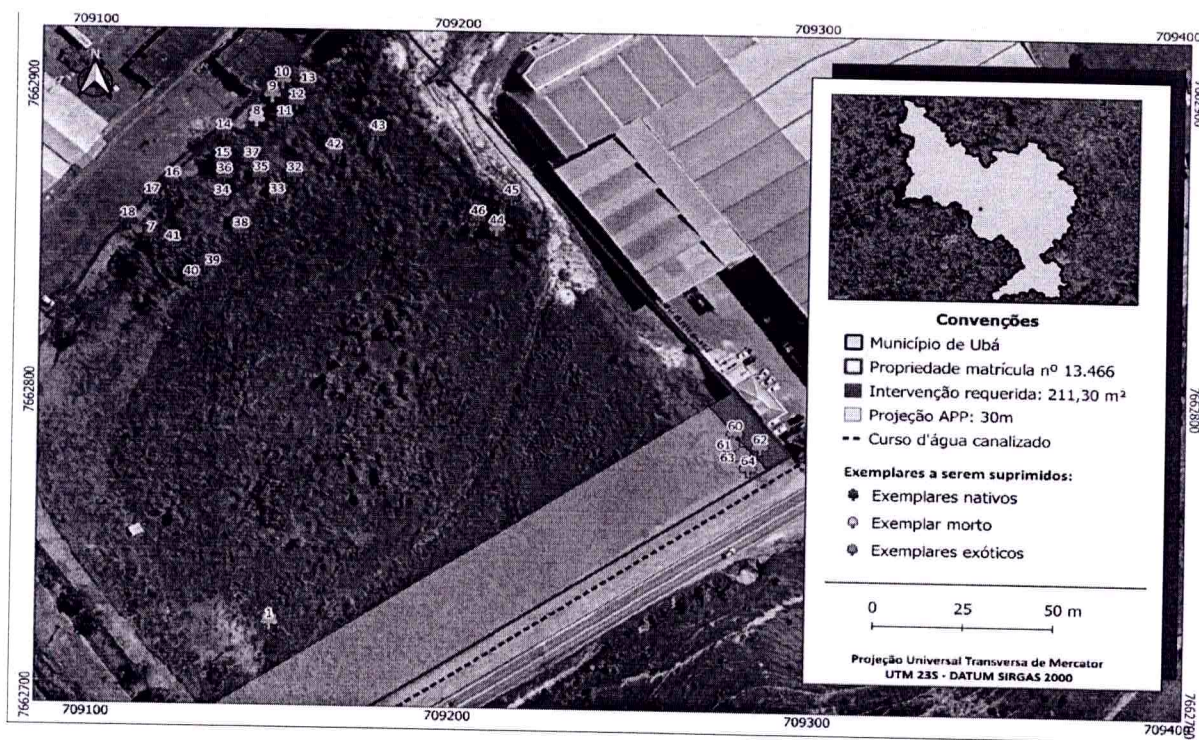 709100 709200 709300 709400
7662900
N
10 13
9 12
8 11
14
43
42
15 37
16 36 35 32
17 34 33
45
18
7 38
46
44
41
39
40
7662800
7662800
60
61 62
63 64
1
7662700
709100 709200 709300 709400
Convenções
Município de Ubá
Propriedade matrícula nº 13.466
Intervenção requerida: 211,30 m²
Projeção APP: 30m
Curso d'água canalizado
Exemplares a serem suprimidos:
Exemplares nativos
Exemplar morto
Exemplares exóticos
0 25 50 m
Projeção Universal Transversa de Mercator
UTM 23S - DATUM SIRGAS 2000